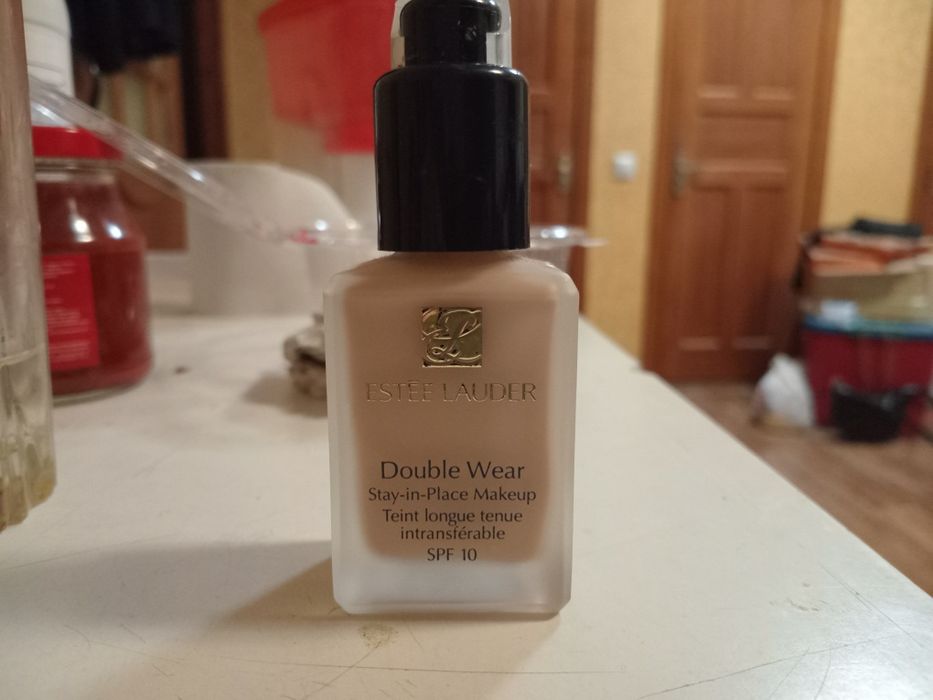 ESTĒE LAUDER
Double Wear
Stay-in-Place Makeup
Teint longue tenue
intransférable
SPF 10